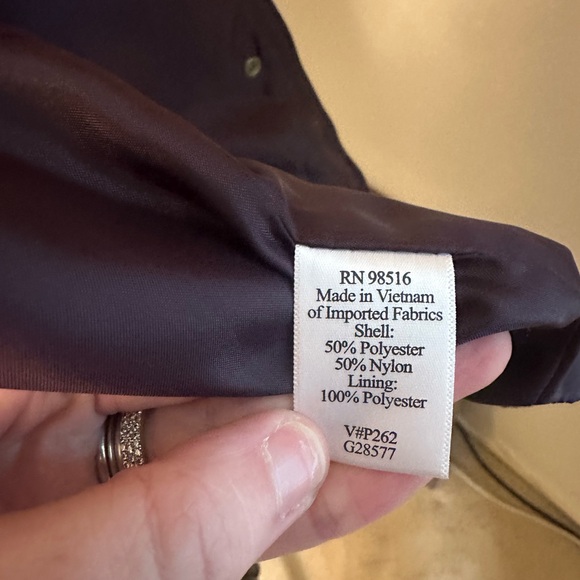 RN 98516
Made in Vietnam
of Imported Fabrics
Shell:
50% Polyester
50% Nylon
Lining:
100% Polyester
V#P262
G28577